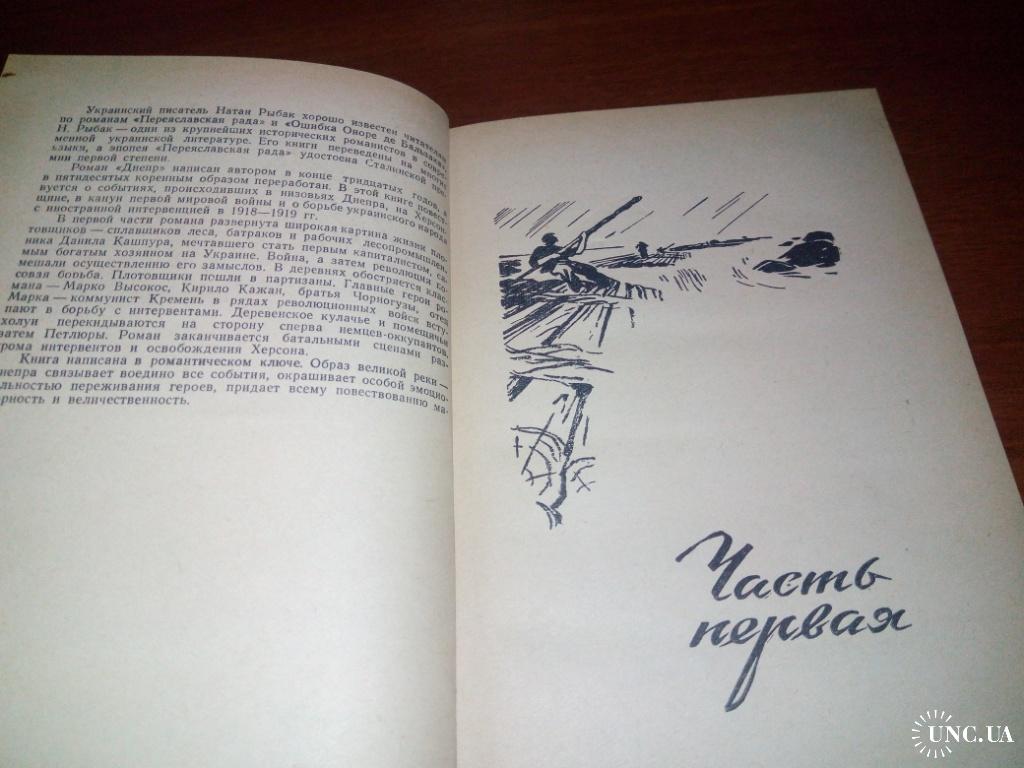 Украинский писатель Натан Рыбак хорошо известен читателям
по романам «Переяславская рада» и «Ошибка Оноре де Бальзака».
Н. Рыбак — один из крупнейших исторических романистов в совре-
менной украинской литературе. Его книги переведены на многие
языки, а эпопея «Переяславская рада» удостоена Сталинской пре-
мии первой степени.
Роман «Днепр» написан автором в конце тридцатых годов, а
в пятидесятых коренным образом переработан. В этой книге повест-
вуется о событиях, происходивших в низовьях Днепра, на Херсон-
щине, в канун первой мировой войны и о борьбе украинского народа
с иностранной интервенцией в 1918—1919 гг.
В первой части романа развернута широкая картина жизни пло-
товщиков — сплавщиков леса, батраков и рабочих лесопромышлен-
ника Данила Кашпура, мечтавшего стать первым капиталистом, са-
мым богатым хозяином на Украине. Война, а затем революция по-
мешали осуществлению его замыслов. В деревнях обостряется клас-
совая борьба. Плотовщики пошли в партизаны. Главные герои ро-
мана — Марко Высокос, Кирило Кажан, братья Чорногузы, отец
Марка — коммунист Кремень в рядах революционных войск всту-
пают в борьбу с интервентами. Деревенское кулачье и помещичьи
холуи перекидываются на сторону сперва немцев-оккупантов,
затем Петлюры. Роман заканчивается батальными сценами раз-
рома интервентов и освобождения Херсона.
Книга написана в романтическом ключе. Образ великой реки —
непра связывает воедино все события, окрашивает особой эмоцио-
льностью переживания героев, придает всему повествованию ма-
орность и величественность.
Часть
первая
UNC.UA